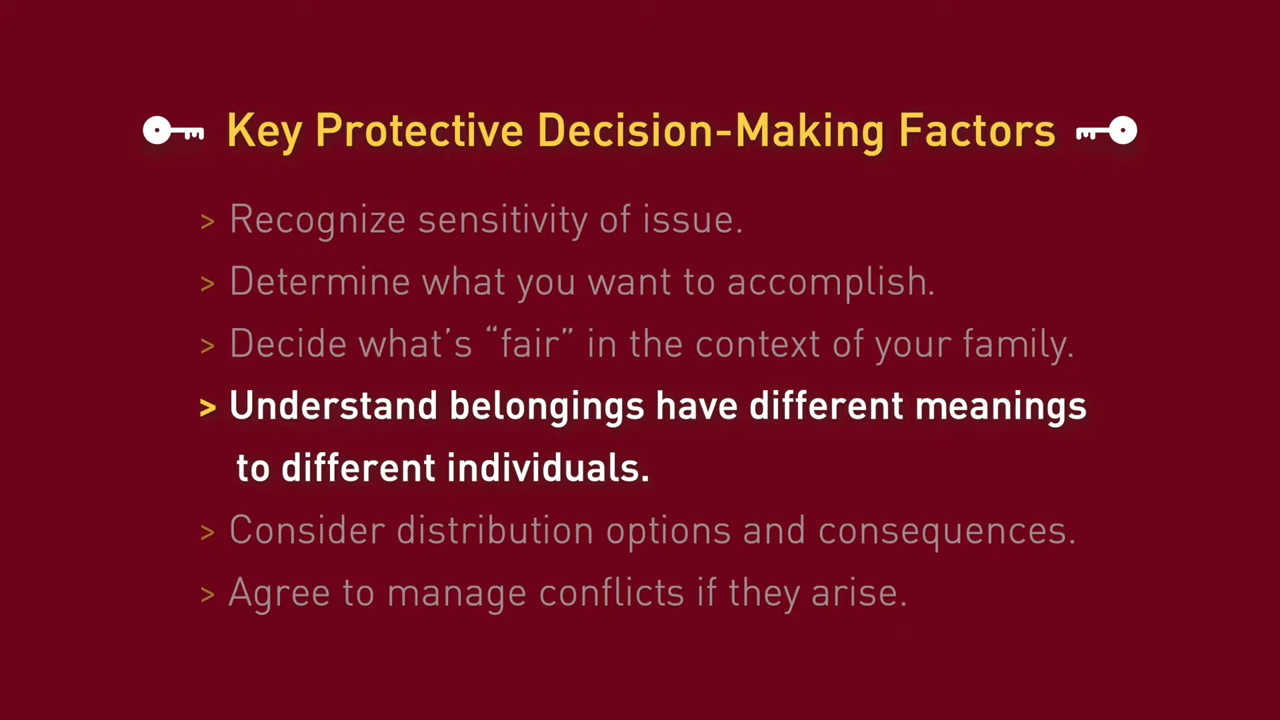 Key Protective Decision-Making Factors
> Recognize sensitivity of issue.
> Determine what you want to accomplish.
> Decide what's “fair” in the context of your family.
> Understand belongings have different meanings
to different individuals.
> Consider distribution options and consequences.
> Agree to manage conflicts if they arise.